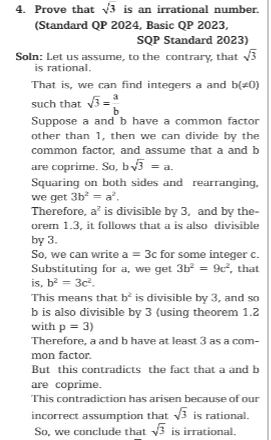 4. Prove that √3 is an irrational number.
(Standard QP 2024, Basic QP 2023,
SQP Standard 2023)
Soln: Let us assume, to the contrary, that √3
is rational.
That is, we can find integers a and b(≠0)
such that √3 = a/b
Suppose a and b have a common factor
other than 1, then we can divide by the
common factor, and assume that a and b
are coprime. So, b√3 = a.
Squaring on both sides and rearranging,
we get 3b² = a².
Therefore, a² is divisible by 3, and by the-
orem 1.3, it follows that a is also divisible
by 3.
So, we can write a = 3c for some integer c.
Substituting for a, we get 3b² = 9c², that
is, b² = 3c².
This means that b² is divisible by 3, and so
b is also divisible by 3 (using theorem 1.2
with p = 3)
Therefore, a and b have at least 3 as a com-
mon factor.
But this contradicts the fact that a and b
are coprime.
This contradiction has arisen because of our
incorrect assumption that √3 is rational.
So, we conclude that √3 is irrational.